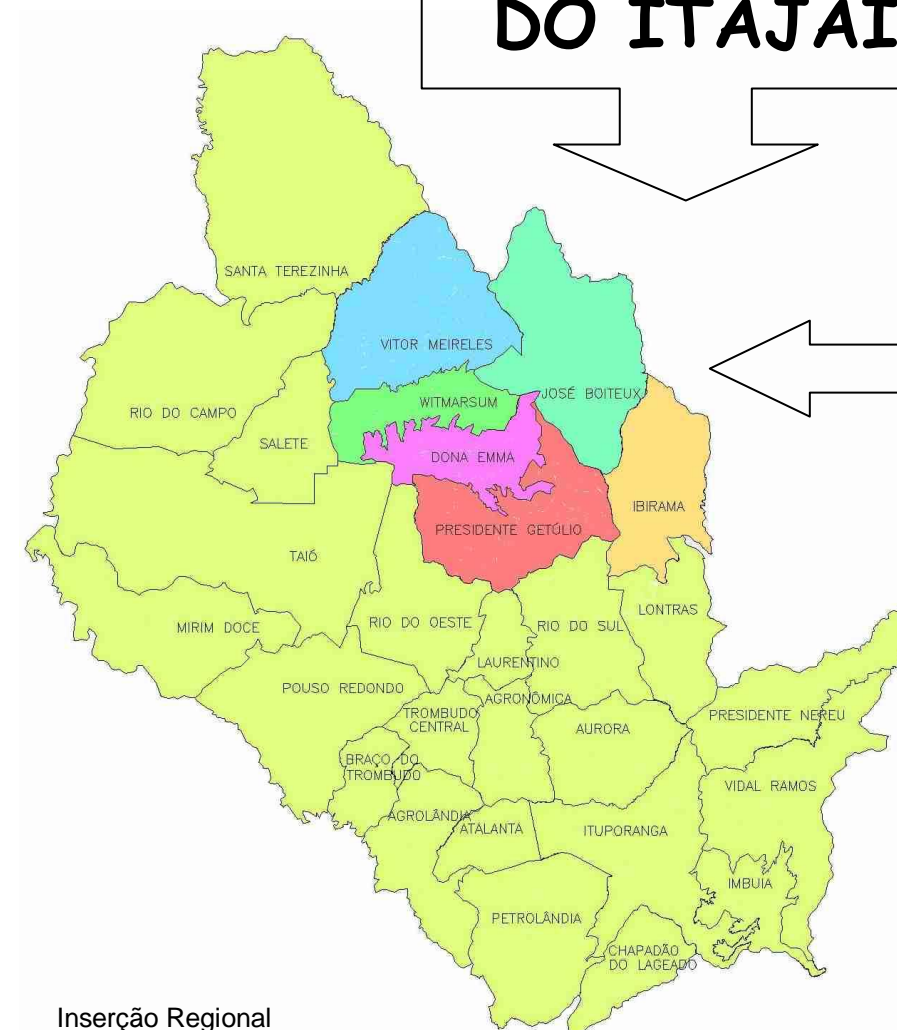 DO ITAJAI
SANTA TEREZINHA
VITOR MEIRELES
JOSÉ BOITEUX
WITMARSUM
RIO DO CAMPO
SALETE
DONA EMMA
IBIRAMA
PRESIDENTE GETÚLIO
TAIÓ
LONTRAS
MIRIM DOCE
RIO DO OESTE
RIO DO SUL
LAURENTINO
POUSO REDONDO
AGRONÔMICA
TROMBUDO
CENTRAL
PRESIDENTE NEREU
AURORA
BRAÇO DO
TROMBUDO
VIDAL RAMOS
AGROLÂNDIA
ATALANTA
ITUPORANGA
IMBUIA
PETROLÂNDIA
CHAPADÃO
DO LAGEADO
Inserção Regional